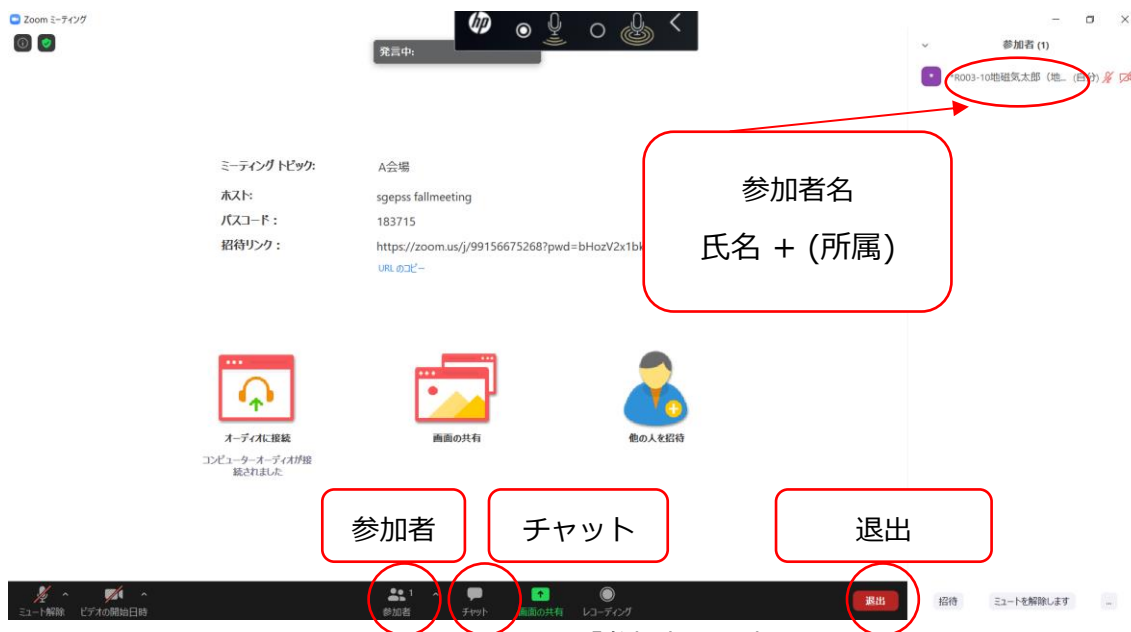 Zoom ミーティング
hp
発言中:
参加者 (1)
*R003-10地磁気太郎（地... (自分)
ミーティング トピック:
A会場
ホスト:
sgepss fallmeeting
パスコード：
183715
招待リンク：
https://zoom.us/j/99156675268?pwd=bHozV2x1b
URL のコピー
参加者名
氏名 + (所属)
オーディオに接続
画面の共有
他の人を招待
コンピューターオーディオが接
続されました
参加者
チャット
退出
ミュート解除
ビデオの開始日時
1
参加者
チャット
画面の共有
レコーディング
退出
招待
ミュートを解除します
...